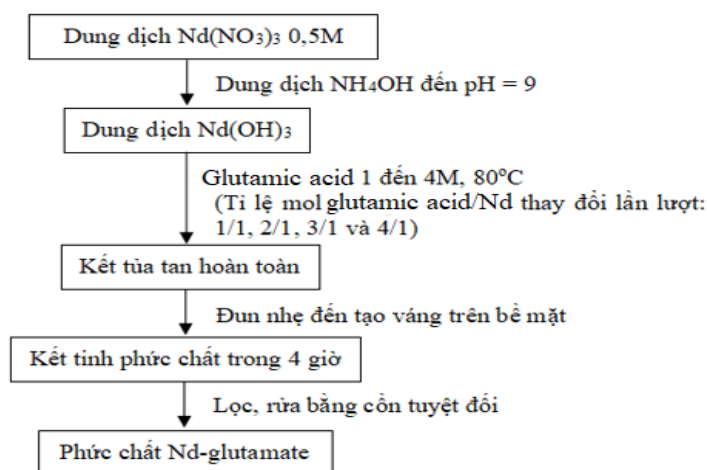 Dung dịch Nd(NO₃)₃ 0,5M
Dung dịch NH₄OH đến pH = 9
Dung dịch Nd(OH)₃
Glutamic acid 1 đến 4M, 80°C
(Tỉ lệ mol glutamic acid/Nd thay đổi lần lượt:
1/1, 2/1, 3/1 và 4/1)
Kết tủa tan hoàn toàn
Đun nhẹ đến tạo váng trên bề mặt
Kết tinh phức chất trong 4 giờ
Lọc, rửa bằng cồn tuyệt đối
Phức chất Nd-glutamate